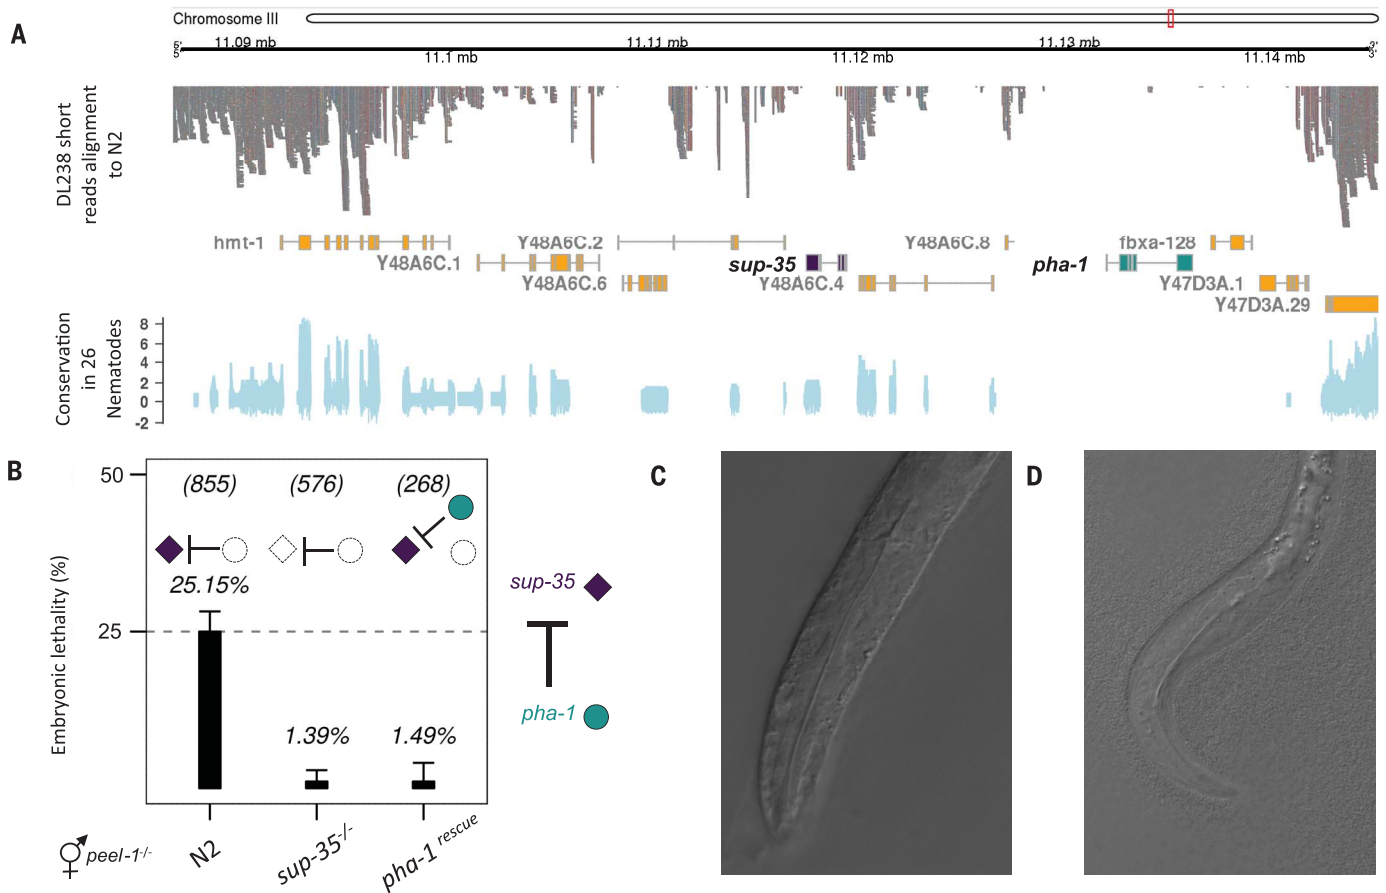 A
Chromosome III
5'
5'
3'
3'
11.09 mb
11.11 mb
11.13 mb
11.1 mb
11.12 mb
11.14 mb
DL238 short
reads alignment
to N2
hmt-1
Y48A6C.2
Y48A6C.8
fbxa-128
Y48A6C.1
sup-35
pha-1
Y48A6C.6
Y48A6C.4
Y47D3A.1
Y47D3A.29
Conservation
in 26
Nematodes
8
6
4
2
0
-2
B
Embryonic lethality (%)
50
25
(855)
(576)
(268)
25.15%
1.39%
1.49%
peel-1-/-
N2
sup-35-/-
pha-1 rescue
sup-35
pha-1
C
D